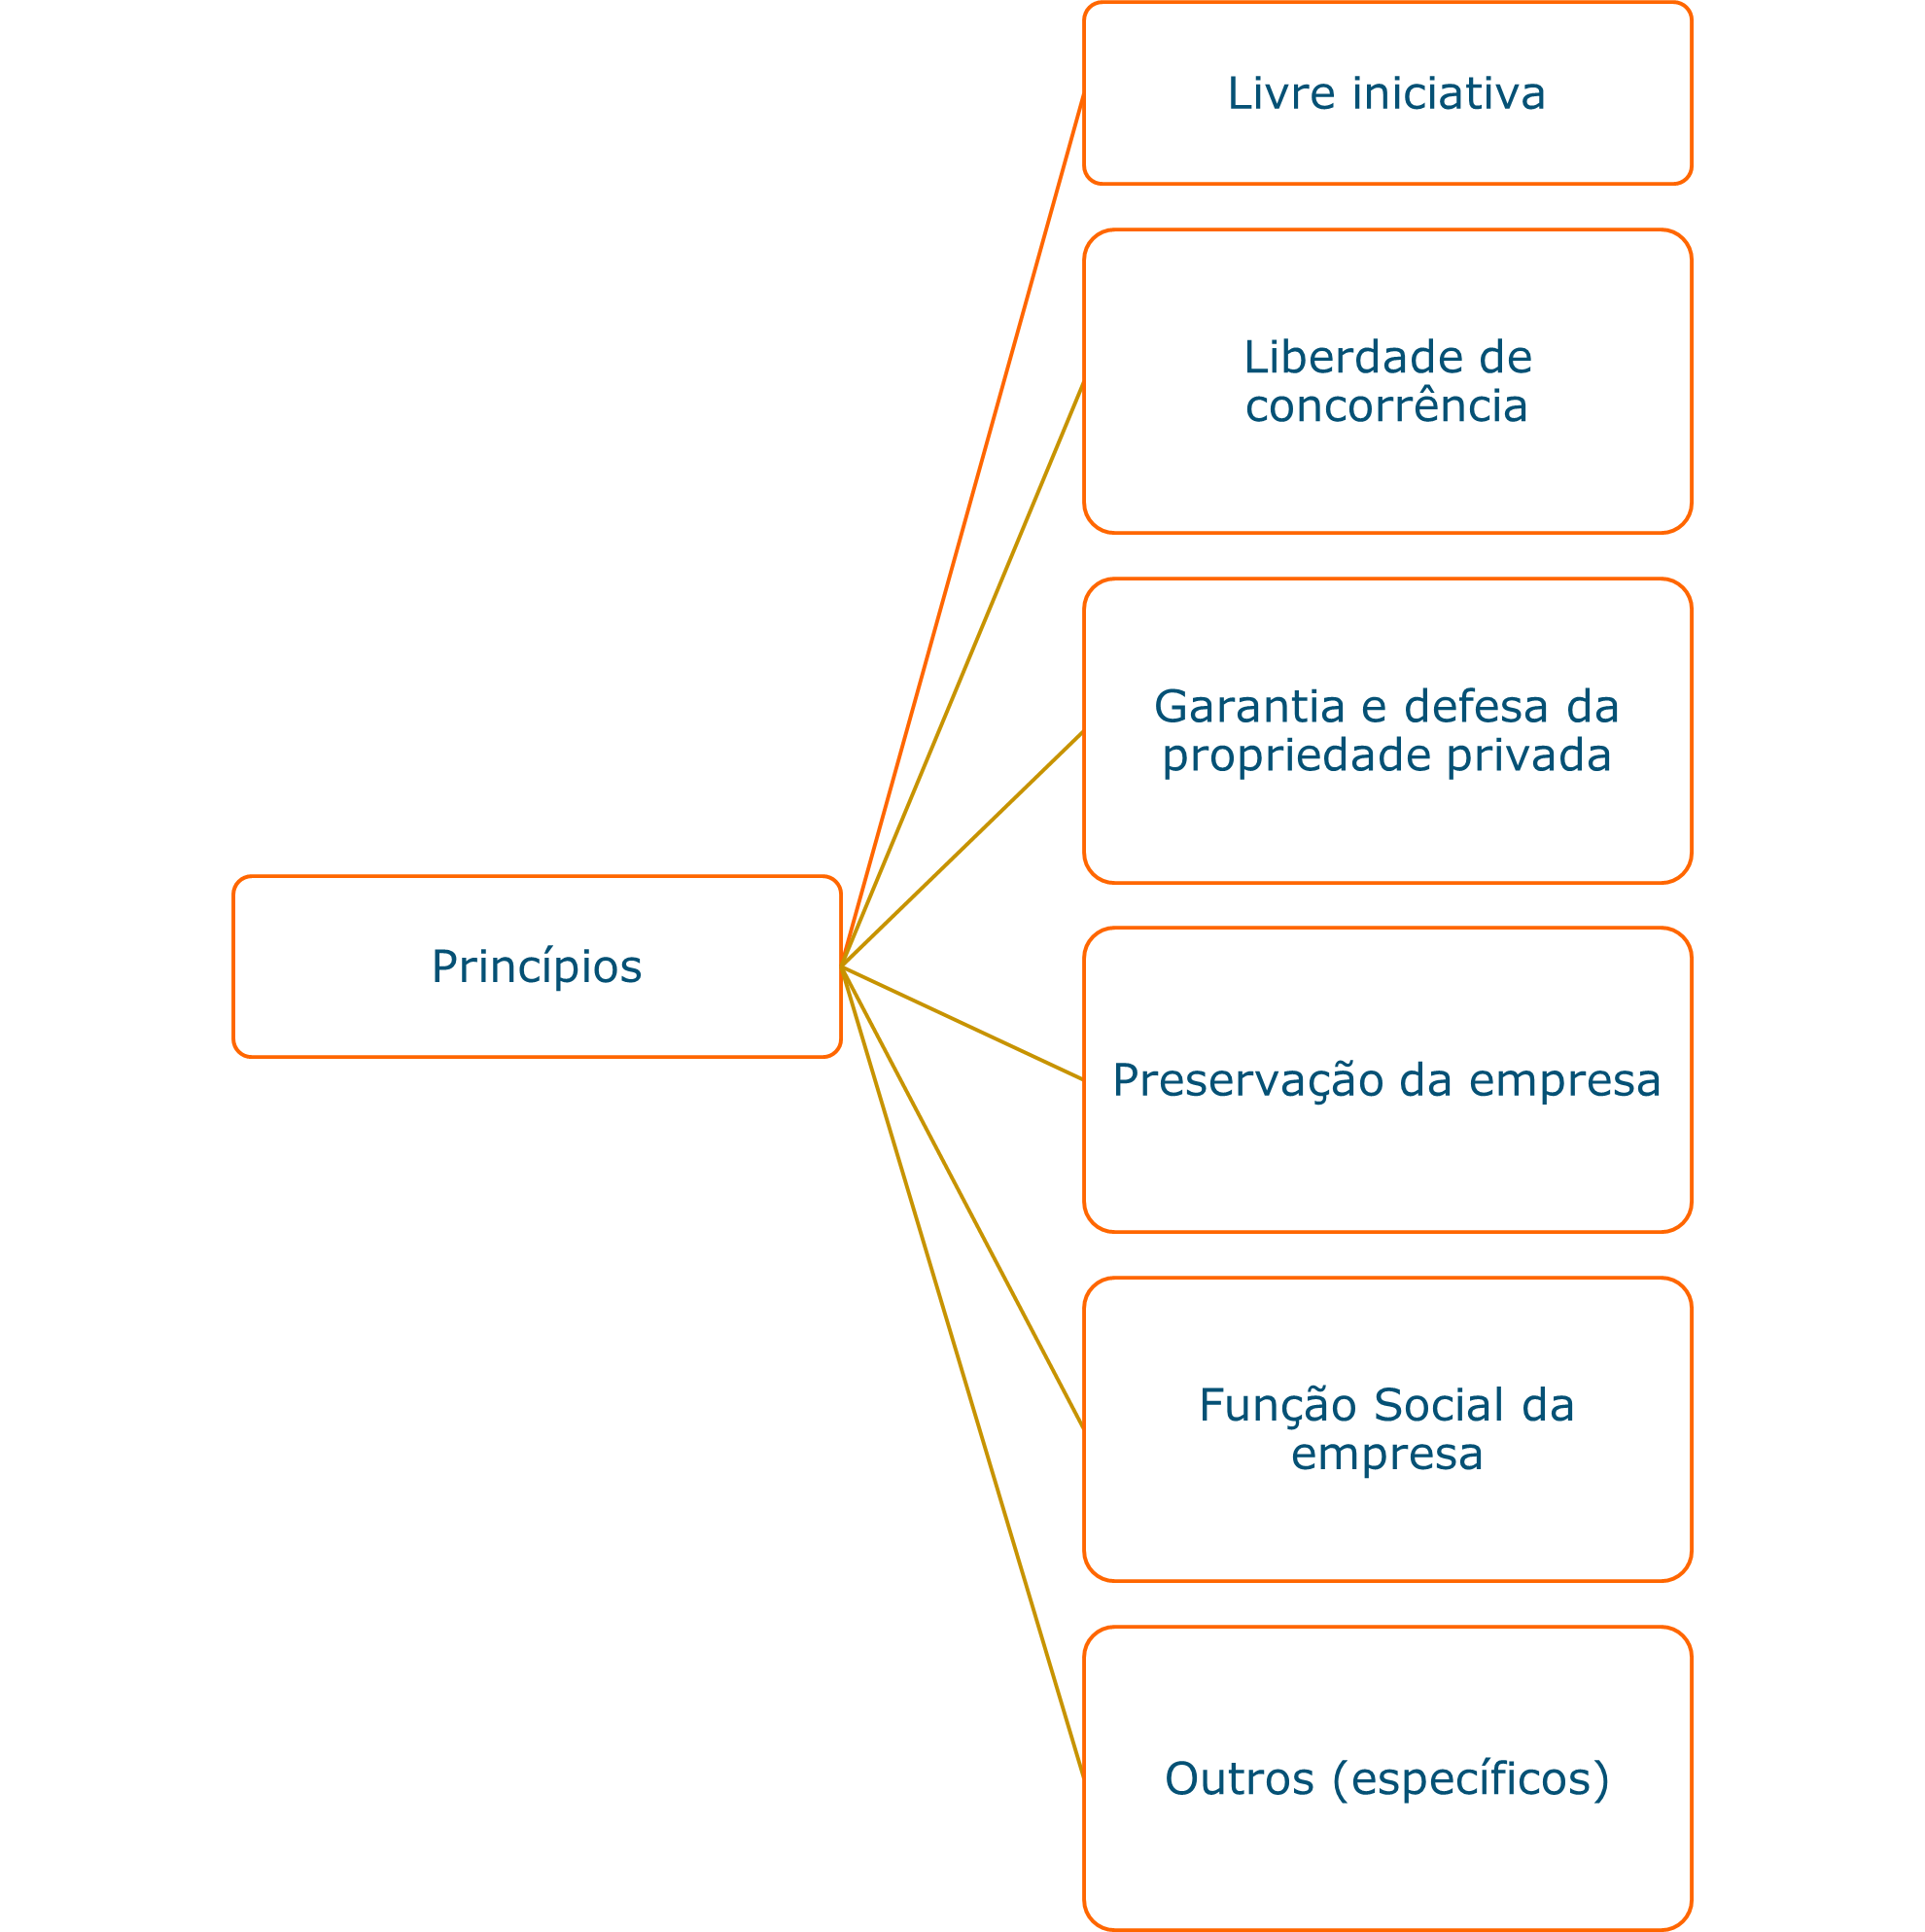 Livre iniciativa
Liberdade de
concorrência
Garantia e defesa da
propriedade privada
Princípios
Preservação da empresa
Função Social da
empresa
Outros (específicos)